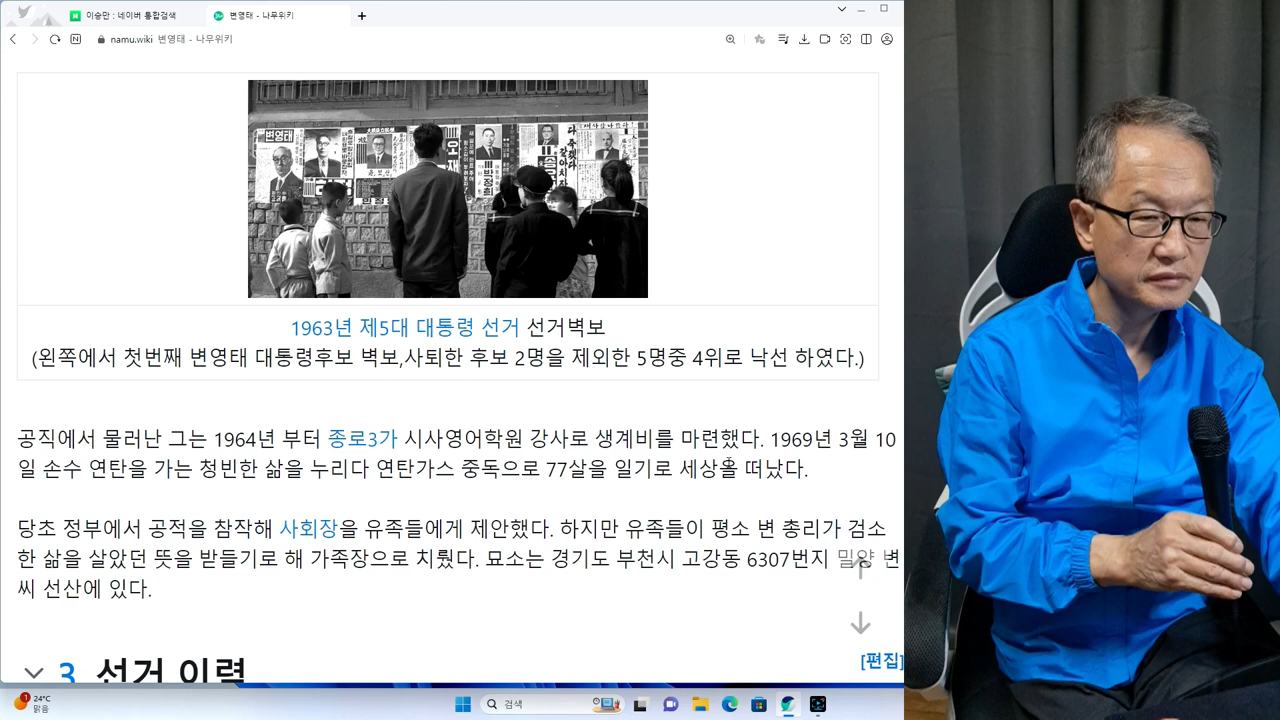 이승만 : 네이버 통합검색
변영태 - 나무위키
namu.wiki 변영태 - 나무위키
변영태
박정희
1963년 제5대 대통령 선거 선거벽보
(왼쪽에서 첫번째 변영태 대통령후보 벽보,사퇴한 후보 2명을 제외한 5명중 4위로 낙선 하였다.)
공직에서 물러난 그는 1964년 부터 종로3가 시사영어학원 강사로 생계비를 마련했다. 1969년 3월 10
일 손수 연탄을 가는 청빈한 삶을 누리다 연탄가스 중독으로 77살을 일기로 세상을 떠났다.
당초 정부에서 공적을 참작해 사회장을 유족들에게 제안했다. 하지만 유족들이 평소 변 총리가 검소
한 삶을 살았던 뜻을 받들기로 해 가족장으로 치뤘다. 묘소는 경기도 부천시 고강동 6307번지 밀양 변
씨 선산에 있다.
3 선거 이력
[편집]
1
24°C
맑음
검색